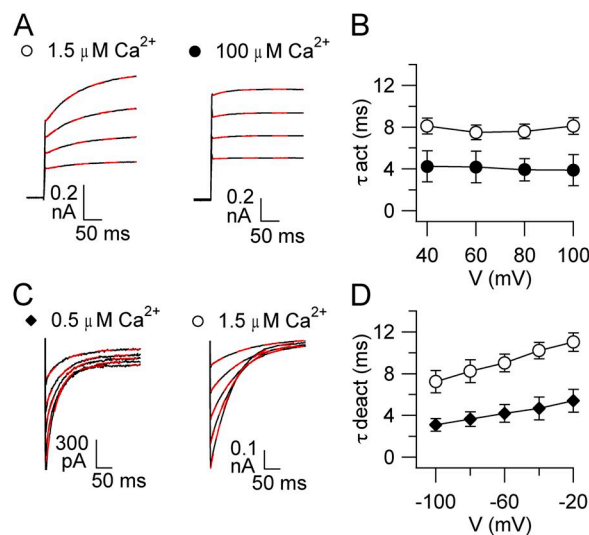 A
B
1.5 μM Ca2+
100 μM Ca2+
0.2
nA
50 ms
0.2
nA
50 ms
τ act (ms)
12
8
4
0
40 60 80 100
V (mV)
C
D
0.5 μM Ca2+
1.5 μM Ca2+
300
pA
50 ms
0.1
nA
50 ms
τ deact (ms)
12
8
4
0
-100 -60 -20
V (mV)